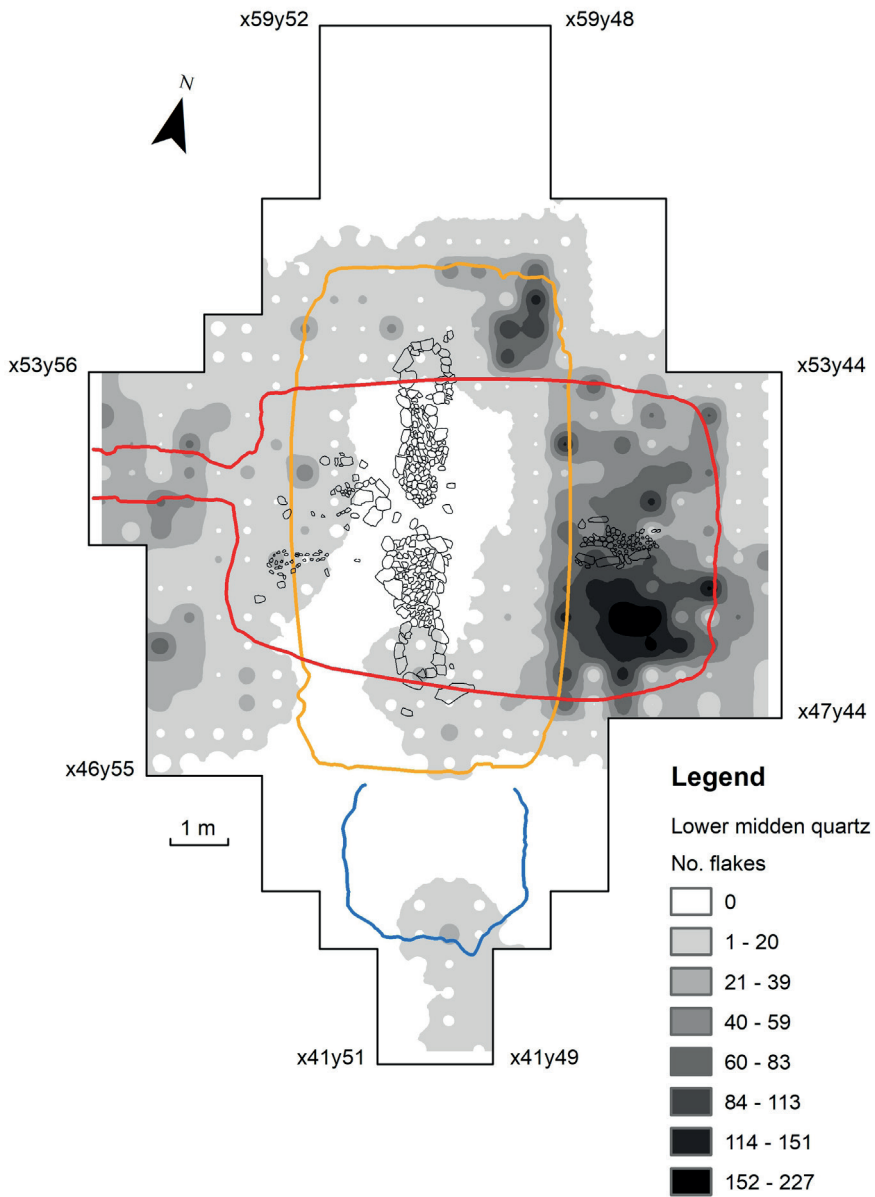 x59y52
x59y48
N
x53y56
x53y44
x47y44
x46y55
1 m
x41y51
x41y49
Legend
Lower midden quartz
No. flakes
0
1 - 20
21 - 39
40 - 59
60 - 83
84 - 113
114 - 151
152 - 227